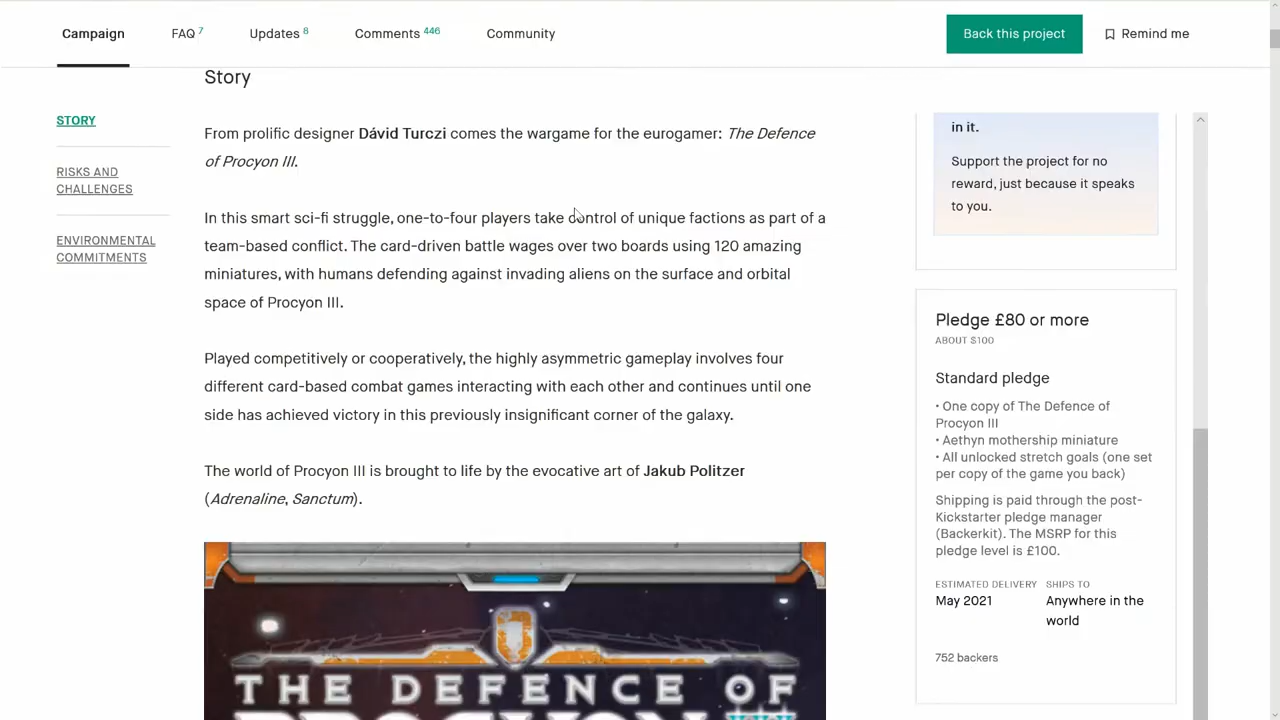 Campaign
FAQ 7
Updates 8
Comments 446
Community
Back this project
Remind me
STORY
RISKS AND
CHALLENGES
ENVIRONMENTAL
COMMITMENTS
Story
From prolific designer Dávid Turczi comes the wargame for the eurogamer: The Defence
of Procyon III.
In this smart sci-fi struggle, one-to-four players take control of unique factions as part of a
team-based conflict. The card-driven battle wages over two boards using 120 amazing
miniatures, with humans defending against invading aliens on the surface and orbital
space of Procyon III.
Played competitively or cooperatively, the highly asymmetric gameplay involves four
different card-based combat games interacting with each other and continues until one
side has achieved victory in this previously insignificant corner of the galaxy.
The world of Procyon III is brought to life by the evocative art of Jakub Politzer
(Adrenaline, Sanctum).
THE DEFENCE OF
PROCYON III
in it.
Support the project for no
reward, just because it speaks
to you.
Pledge £80 or more
ABOUT $100
Standard pledge
• One copy of The Defence of
Procyon III
• Aethyn mothership miniature
• All unlocked stretch goals (one set
per copy of the game you back)
Shipping is paid through the post-
Kickstarter pledge manager
(Backerkit). The MSRP for this
pledge level is £100.
ESTIMATED DELIVERY
May 2021
SHIPS TO
Anywhere in the
world
752 backers